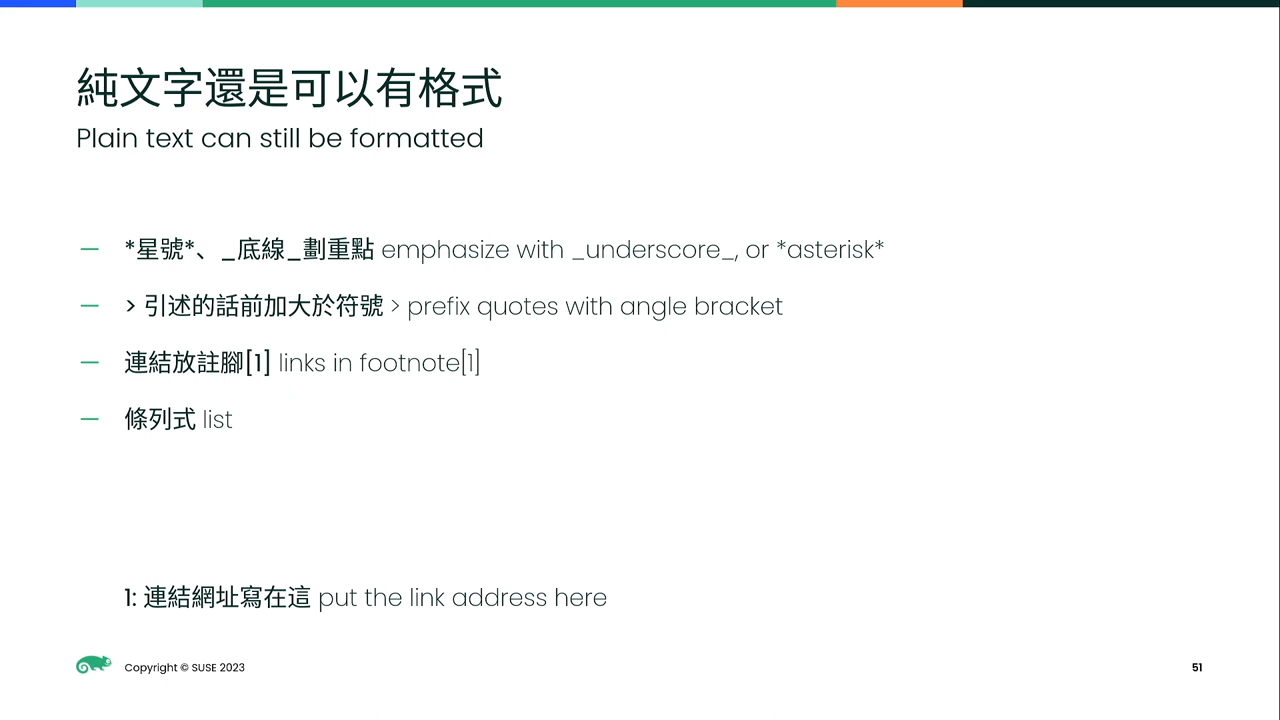 純文字還是可以有格式
Plain text can still be formatted
— *星號*、_底線_劃重點 emphasize with _underscore_, or *asterisk*
— > 引述的話前加大於符號 > prefix quotes with angle bracket
— 連結放註腳[1] links in footnote[1]
— 條列式 list
1: 連結網址寫在這 put the link address here
Copyright © SUSE 2023
51